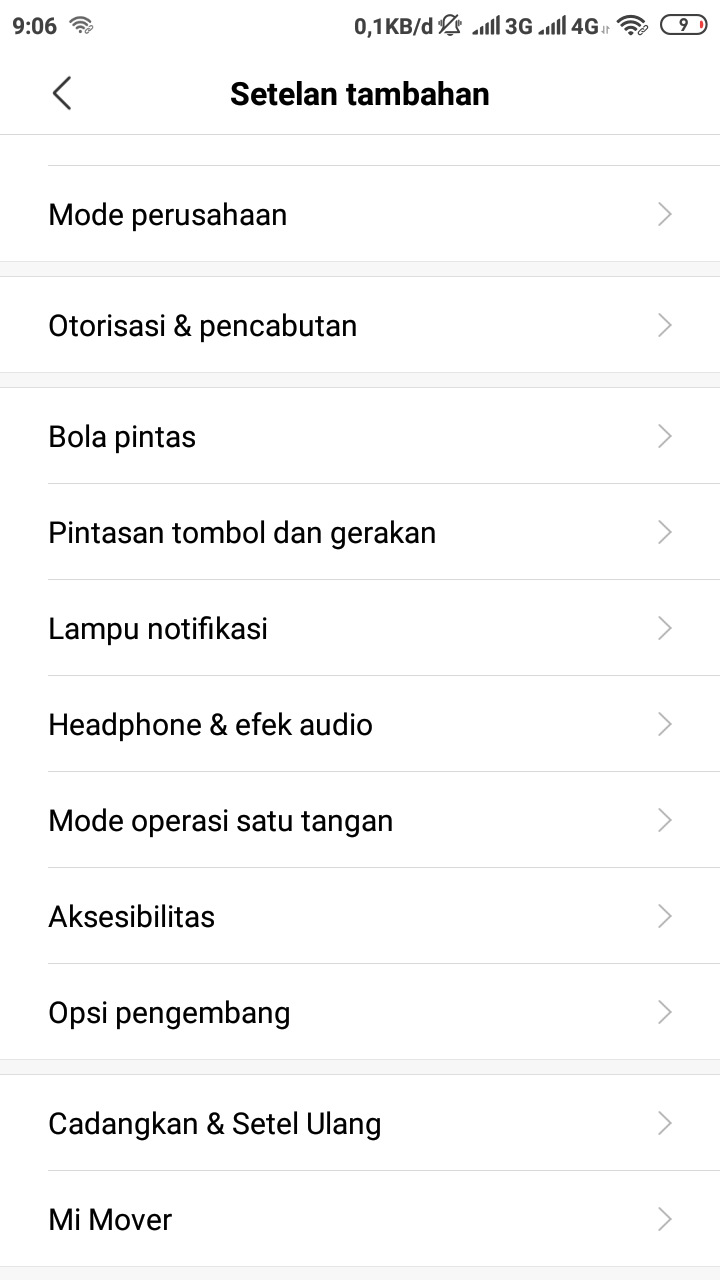 9:06 0,1KB/d 3G 4G 9
Setelan tambahan
Mode perusahaan
Otorisasi & pencabutan
Bola pintas
Pintasan tombol dan gerakan
Lampu notifikasi
Headphone & efek audio
Mode operasi satu tangan
Aksesibilitas
Opsi pengembang
Cadangkan & Setel Ulang
Mi Mover